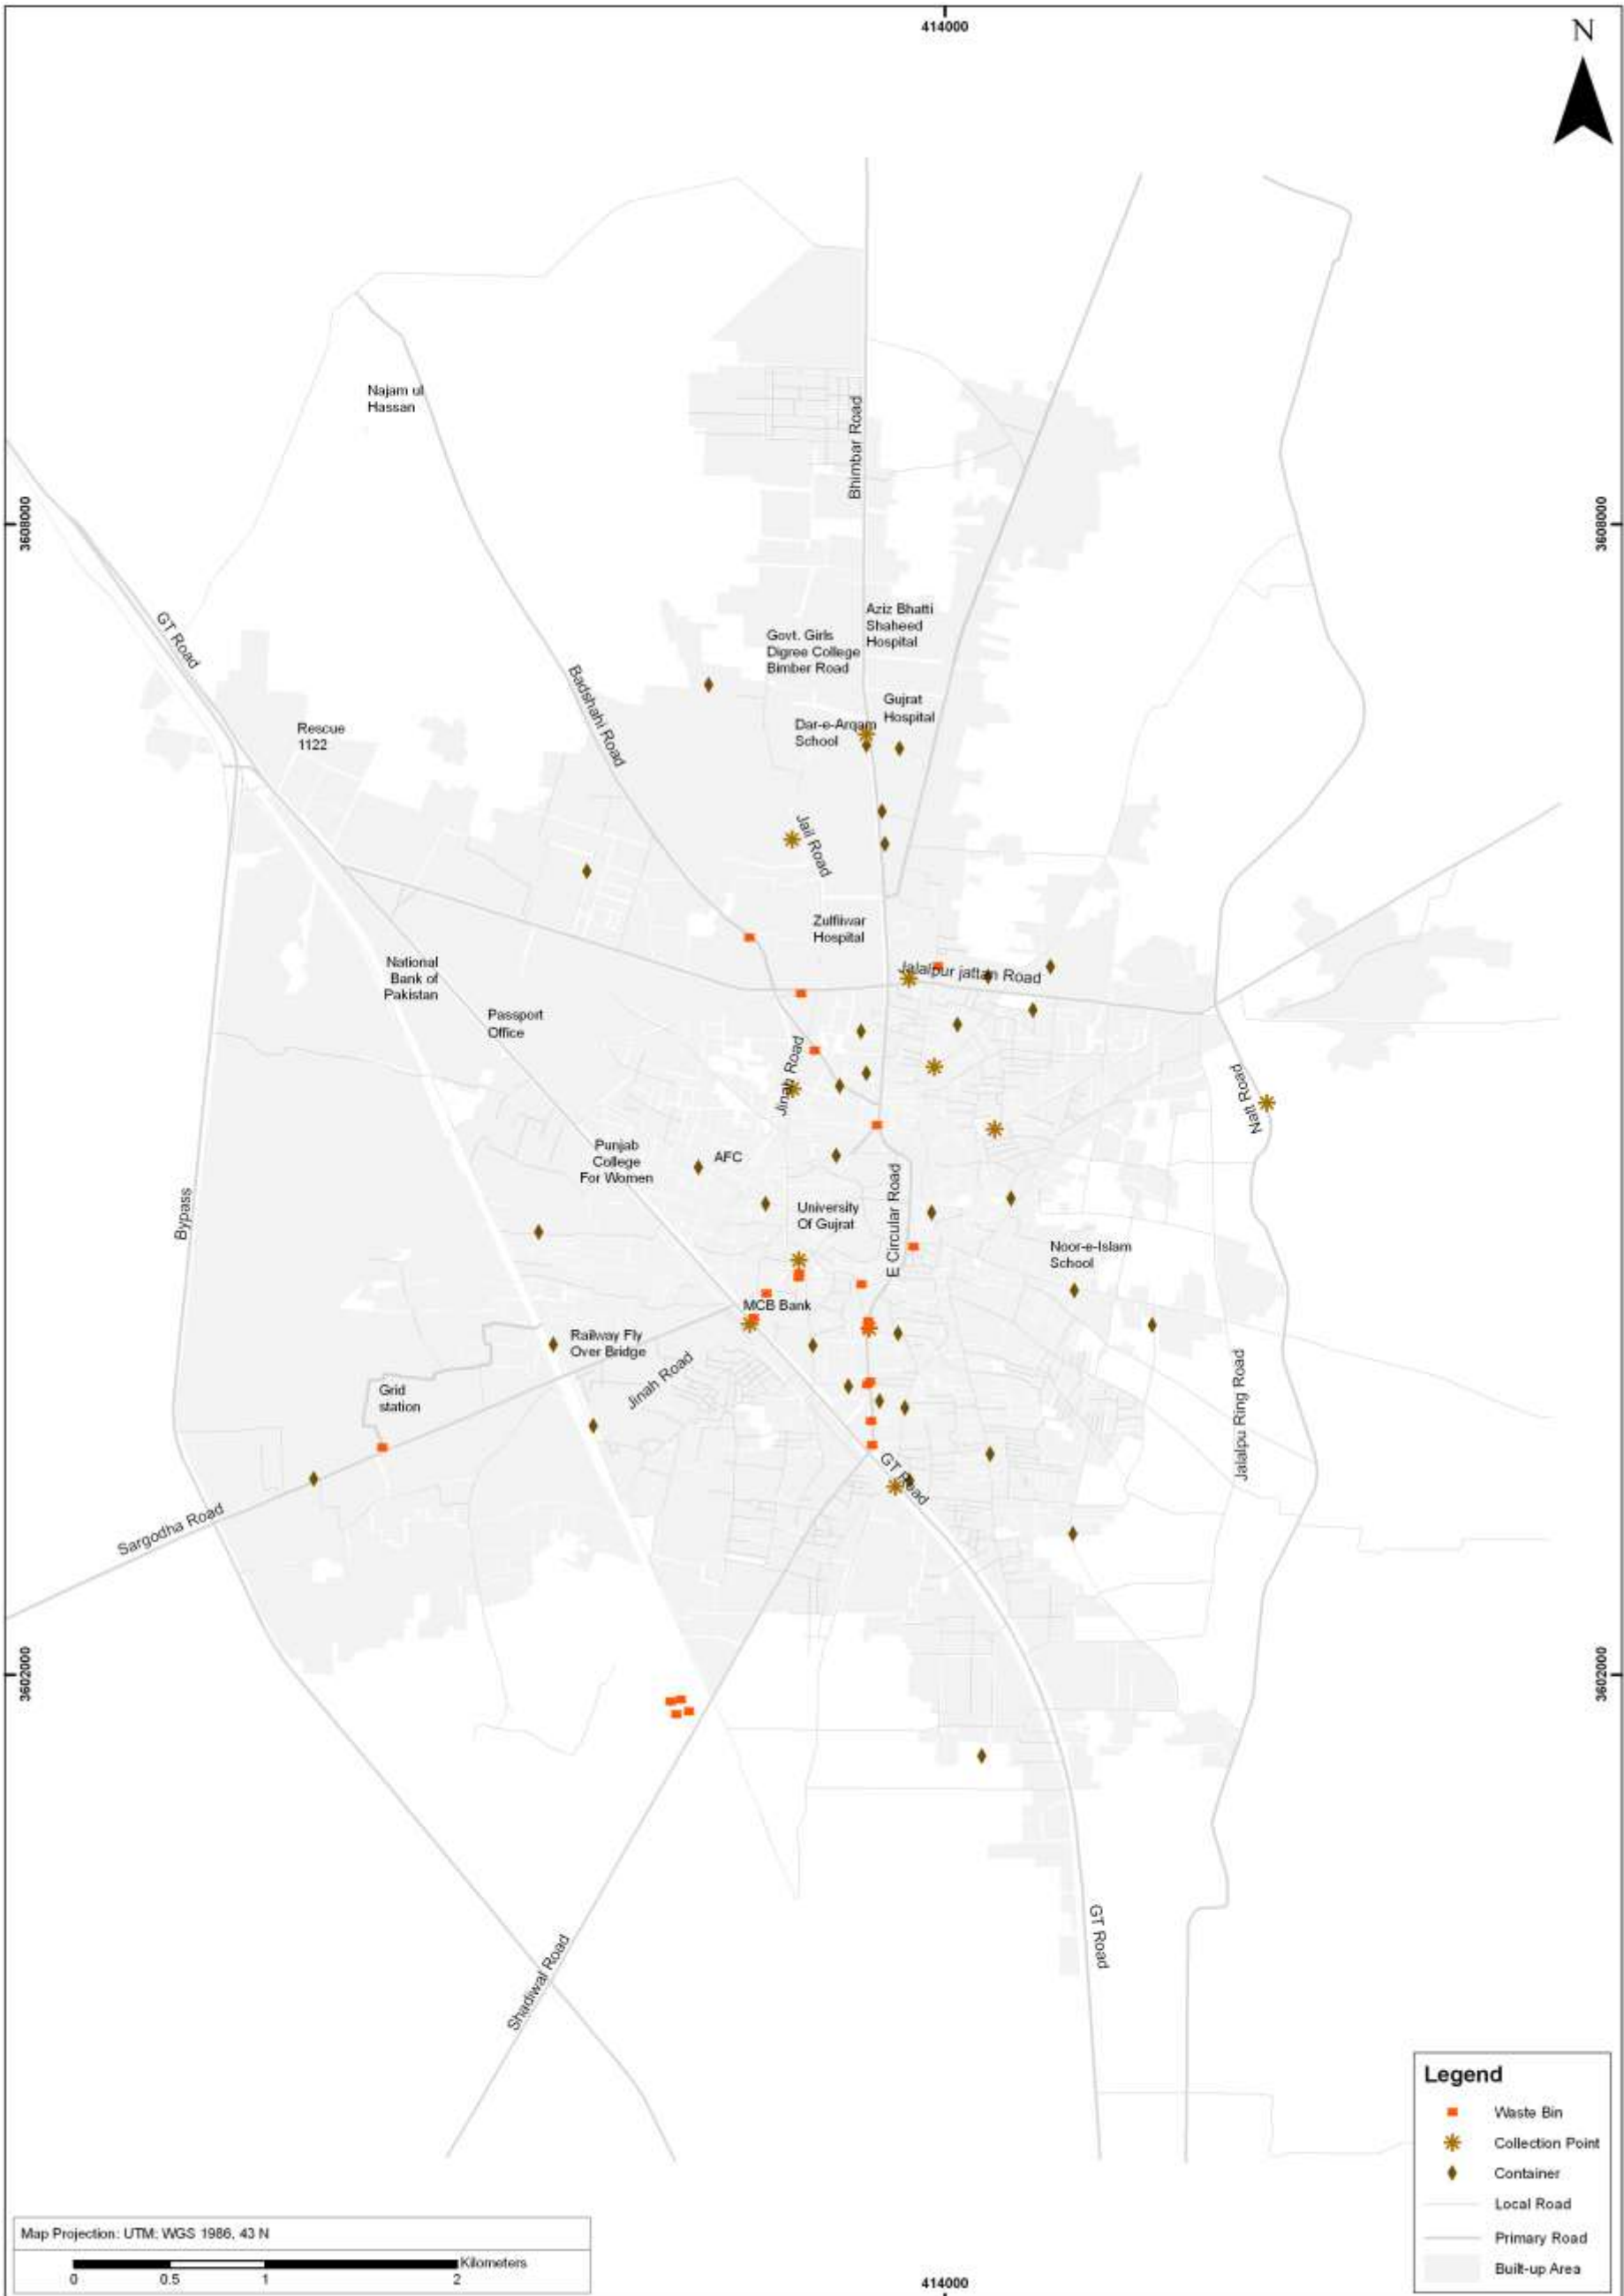 414000
N
Najam ul
Hassan
Bhimbar Road
3608000
3608000
GT Road
Aziz Bhatti
Shaheed
Hospital
Govt. Girls
Digree College
Bimber Road
Badshahi Road
Gujrat
Hospital
Dar-e-Arqam
School
Rescue
1122
Jail Road
Zulfiiwar
Hospital
National
Bank of
Pakistan
Jalalpur jattan Road
Passport
Office
Jinah Road
Natt Road
Punjab
College
For Women
AFC
Bypass
University
Of Gujrat
E Circular Road
Noor-e-Islam
School
MCB Bank
Railway Fly
Over Bridge
Jinah Road
Grid
station
Jalalpu Ring Road
GT Road
Sargodha Road
3602000
3602000
GT Road
Shadiwal Road
Legend
Waste Bin
Collection Point
Container
Local Road
Primary Road
Built-up Area
Map Projection: UTM; WGS 1986, 43 N
Kilometers
0 0.5 1 2
414000